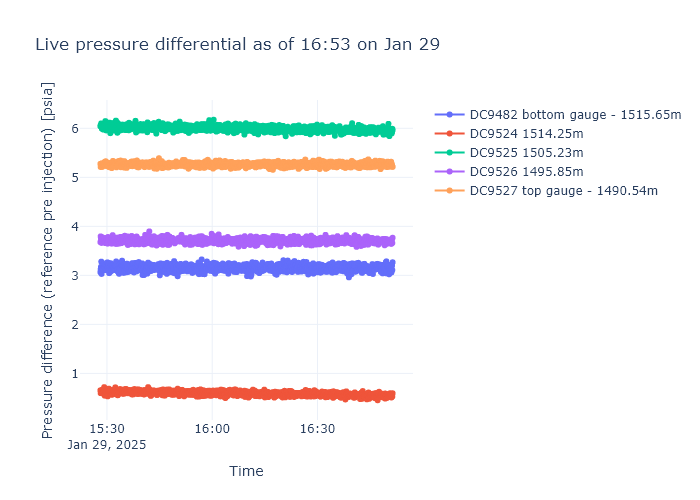 Live pressure differential as of 16:53 on Jan 29
Pressure difference (reference pre injection) [psia]
6
5
4
3
2
1
15:30
Jan 29, 2025
16:00
16:30
Time
DC9482 bottom gauge - 1515.65m
DC9524 1514.25m
DC9525 1505.23m
DC9526 1495.85m
DC9527 top gauge - 1490.54m